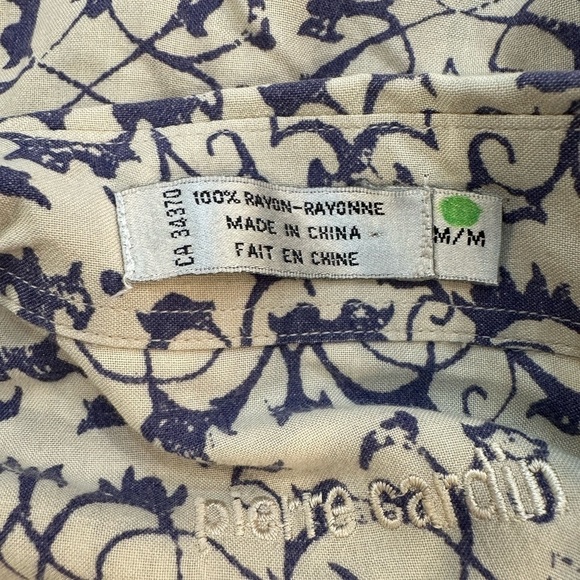 CA 34370
100% RAYON-RAYONNE
MADE IN CHINA
FAIT EN CHINE
M/M
pierre cardin